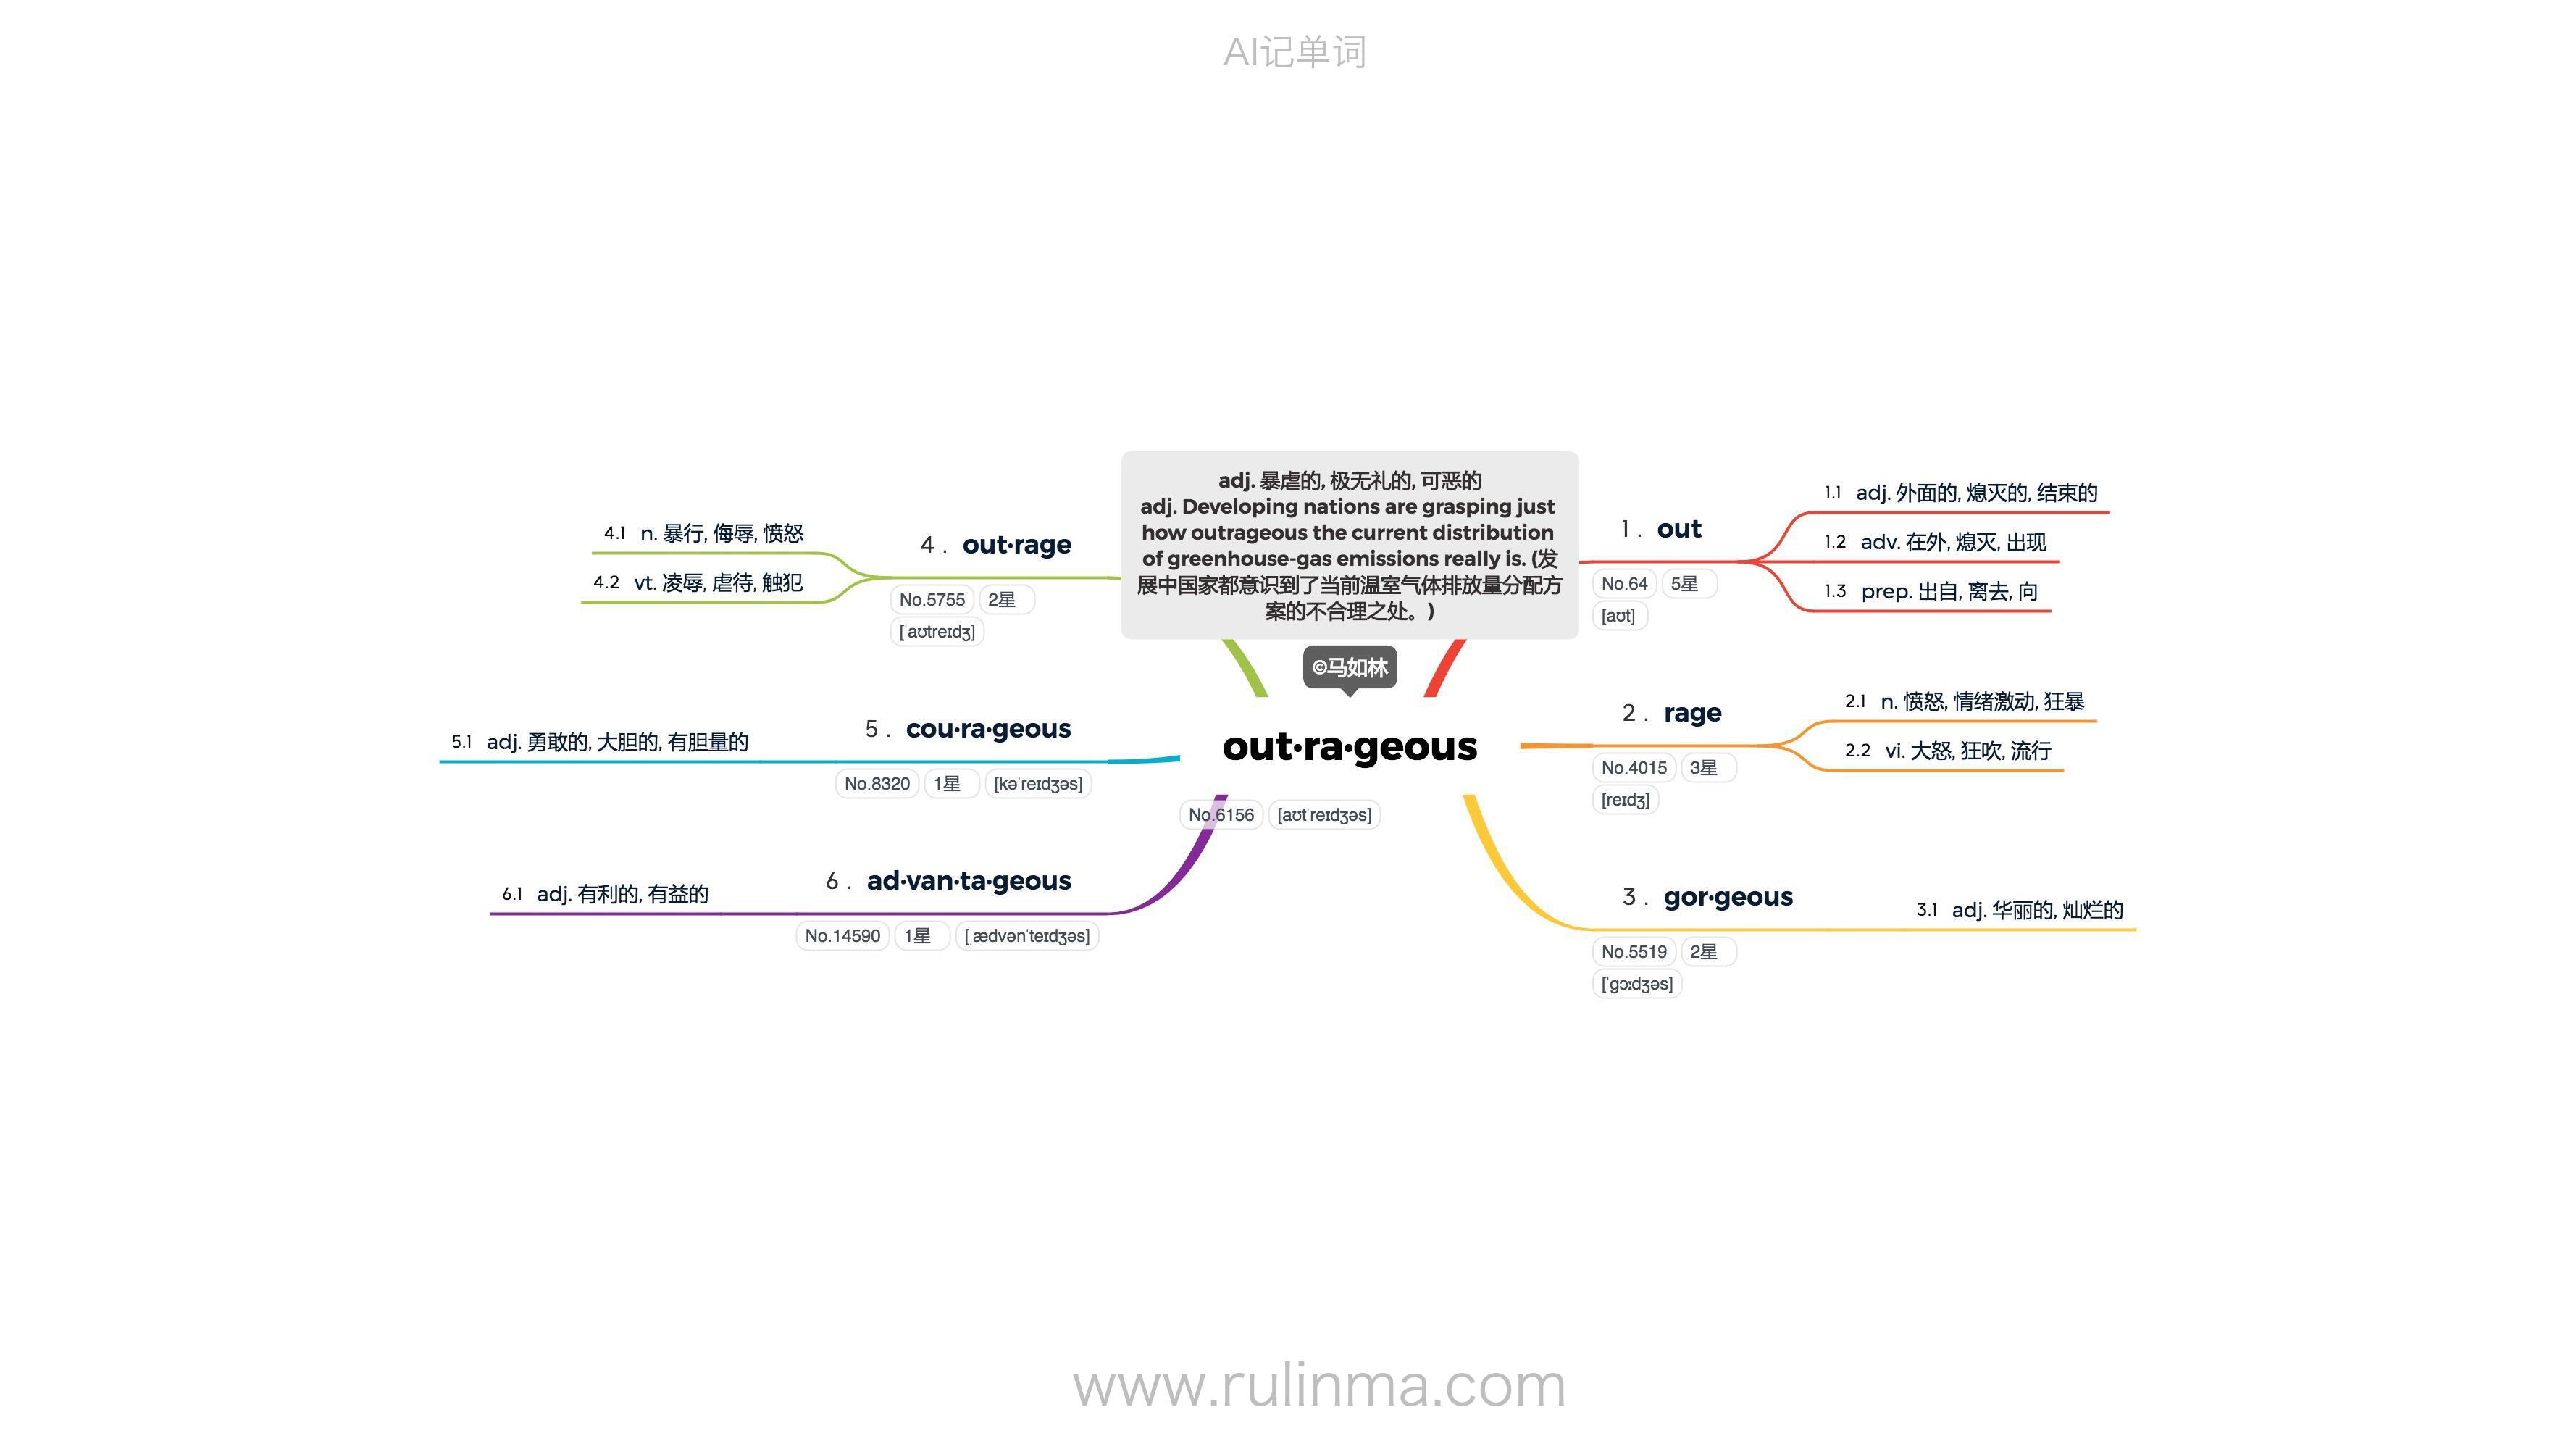 AI记单词
adj. 暴虐的, 极无礼的, 可恶的
adj. Developing nations are grasping just
how outrageous the current distribution
of greenhouse-gas emissions really is. (发
展中国家都意识到了当前温室气体排放量分配方
案的不合理之处。)
©马如林
out·ra·geous
No.6156 [aʊtˈreɪdʒəs]
1 . out
No.64 5星
[aʊt]
1.1 adj. 外面的, 熄灭的, 结束的
1.2 adv. 在外, 熄灭, 出现
1.3 prep. 出自, 离去, 向
2 . rage
No.4015 3星
[reɪdʒ]
2.1 n. 愤怒, 情绪激动, 狂暴
2.2 vi. 大怒, 狂吹, 流行
3 . gor·geous
No.5519 2星
[ˈgɔːdʒəs]
3.1 adj. 华丽的, 灿烂的
4 . out·rage
No.5755 2星
[ˈaʊtreɪdʒ]
4.1 n. 暴行, 侮辱, 愤怒
4.2 vt. 凌辱, 虐待, 触犯
5 . cou·ra·geous
No.8320 1星 [kəˈreɪdʒəs]
5.1 adj. 勇敢的, 大胆的, 有胆量的
6 . ad·van·ta·geous
No.14590 1星 [ˌædvənˈteɪdʒəs]
6.1 adj. 有利的, 有益的
www.rulinma.com